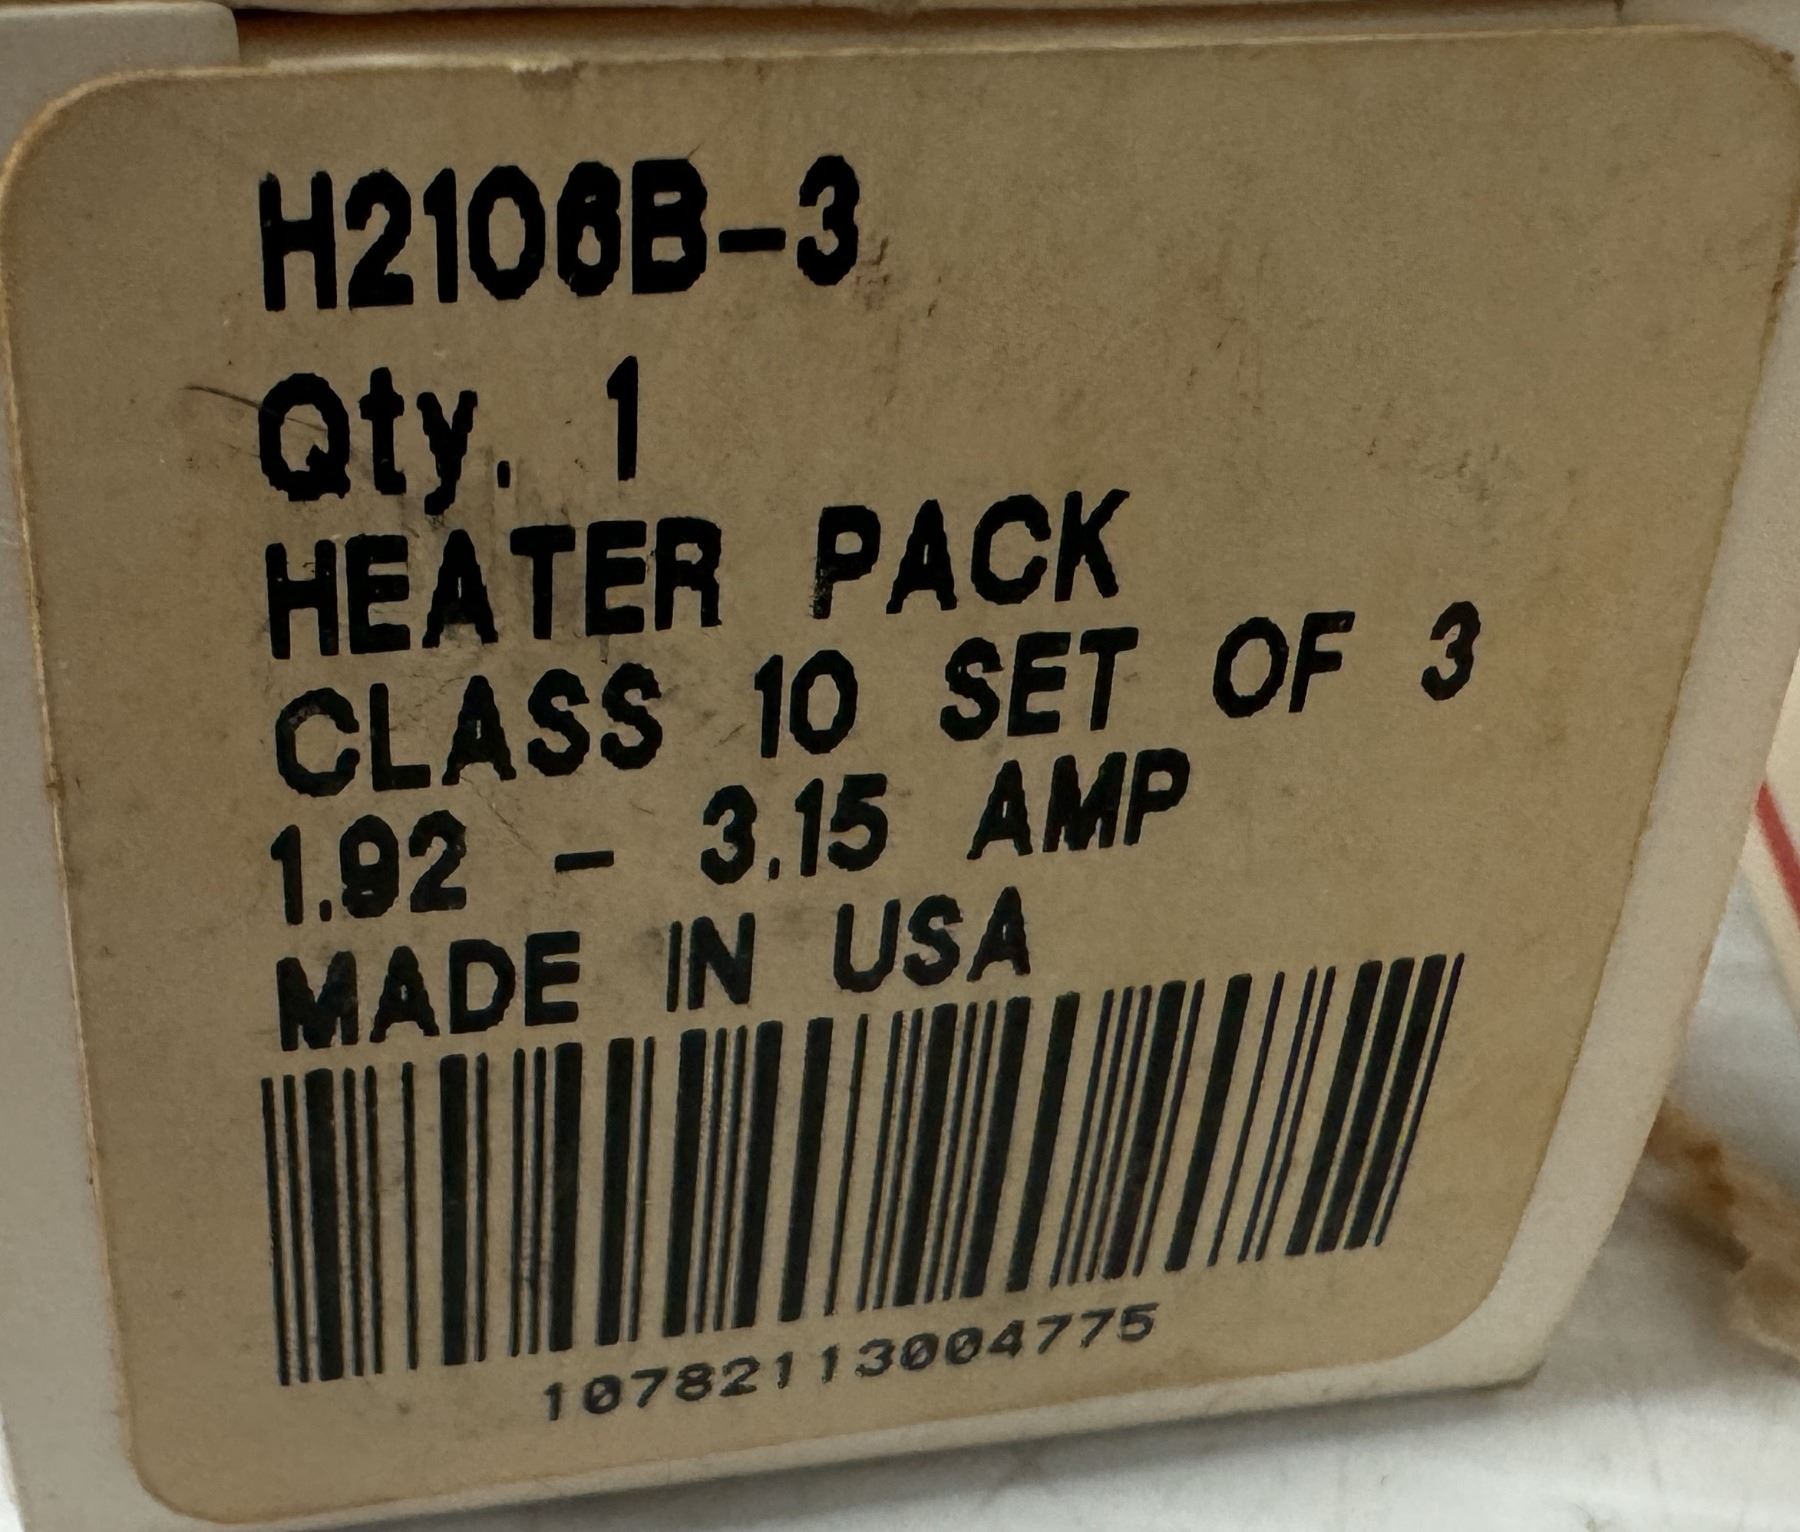 H2106B-3
Qty. 1
HEATER PACK
CLASS 10 SET OF 3
1.92 - 3.15 AMP
MADE IN USA
10782113004775